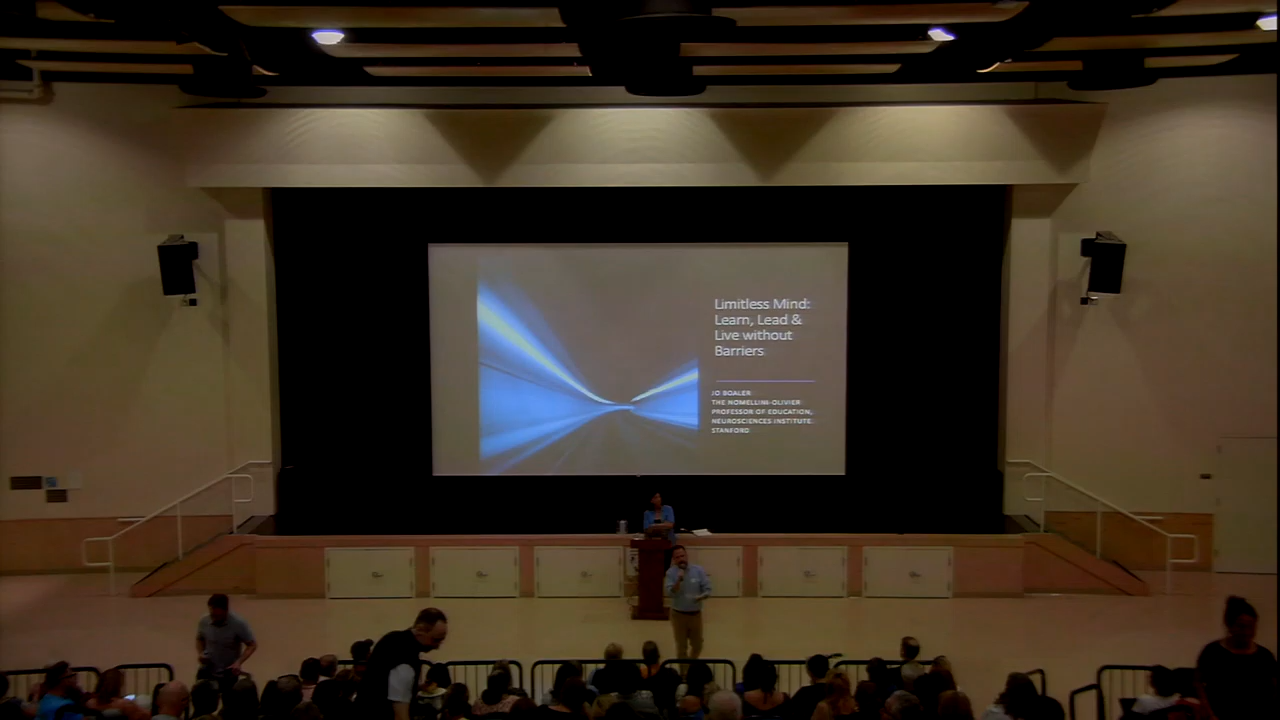 Limitless Mind:
Learn, Lead &
Live without
Barriers
JO BOALER
THE NOMELLINI-OLIVIER
PROFESSOR OF EDUCATION,
NEUROSCIENCES INSTITUTE
STANFORD